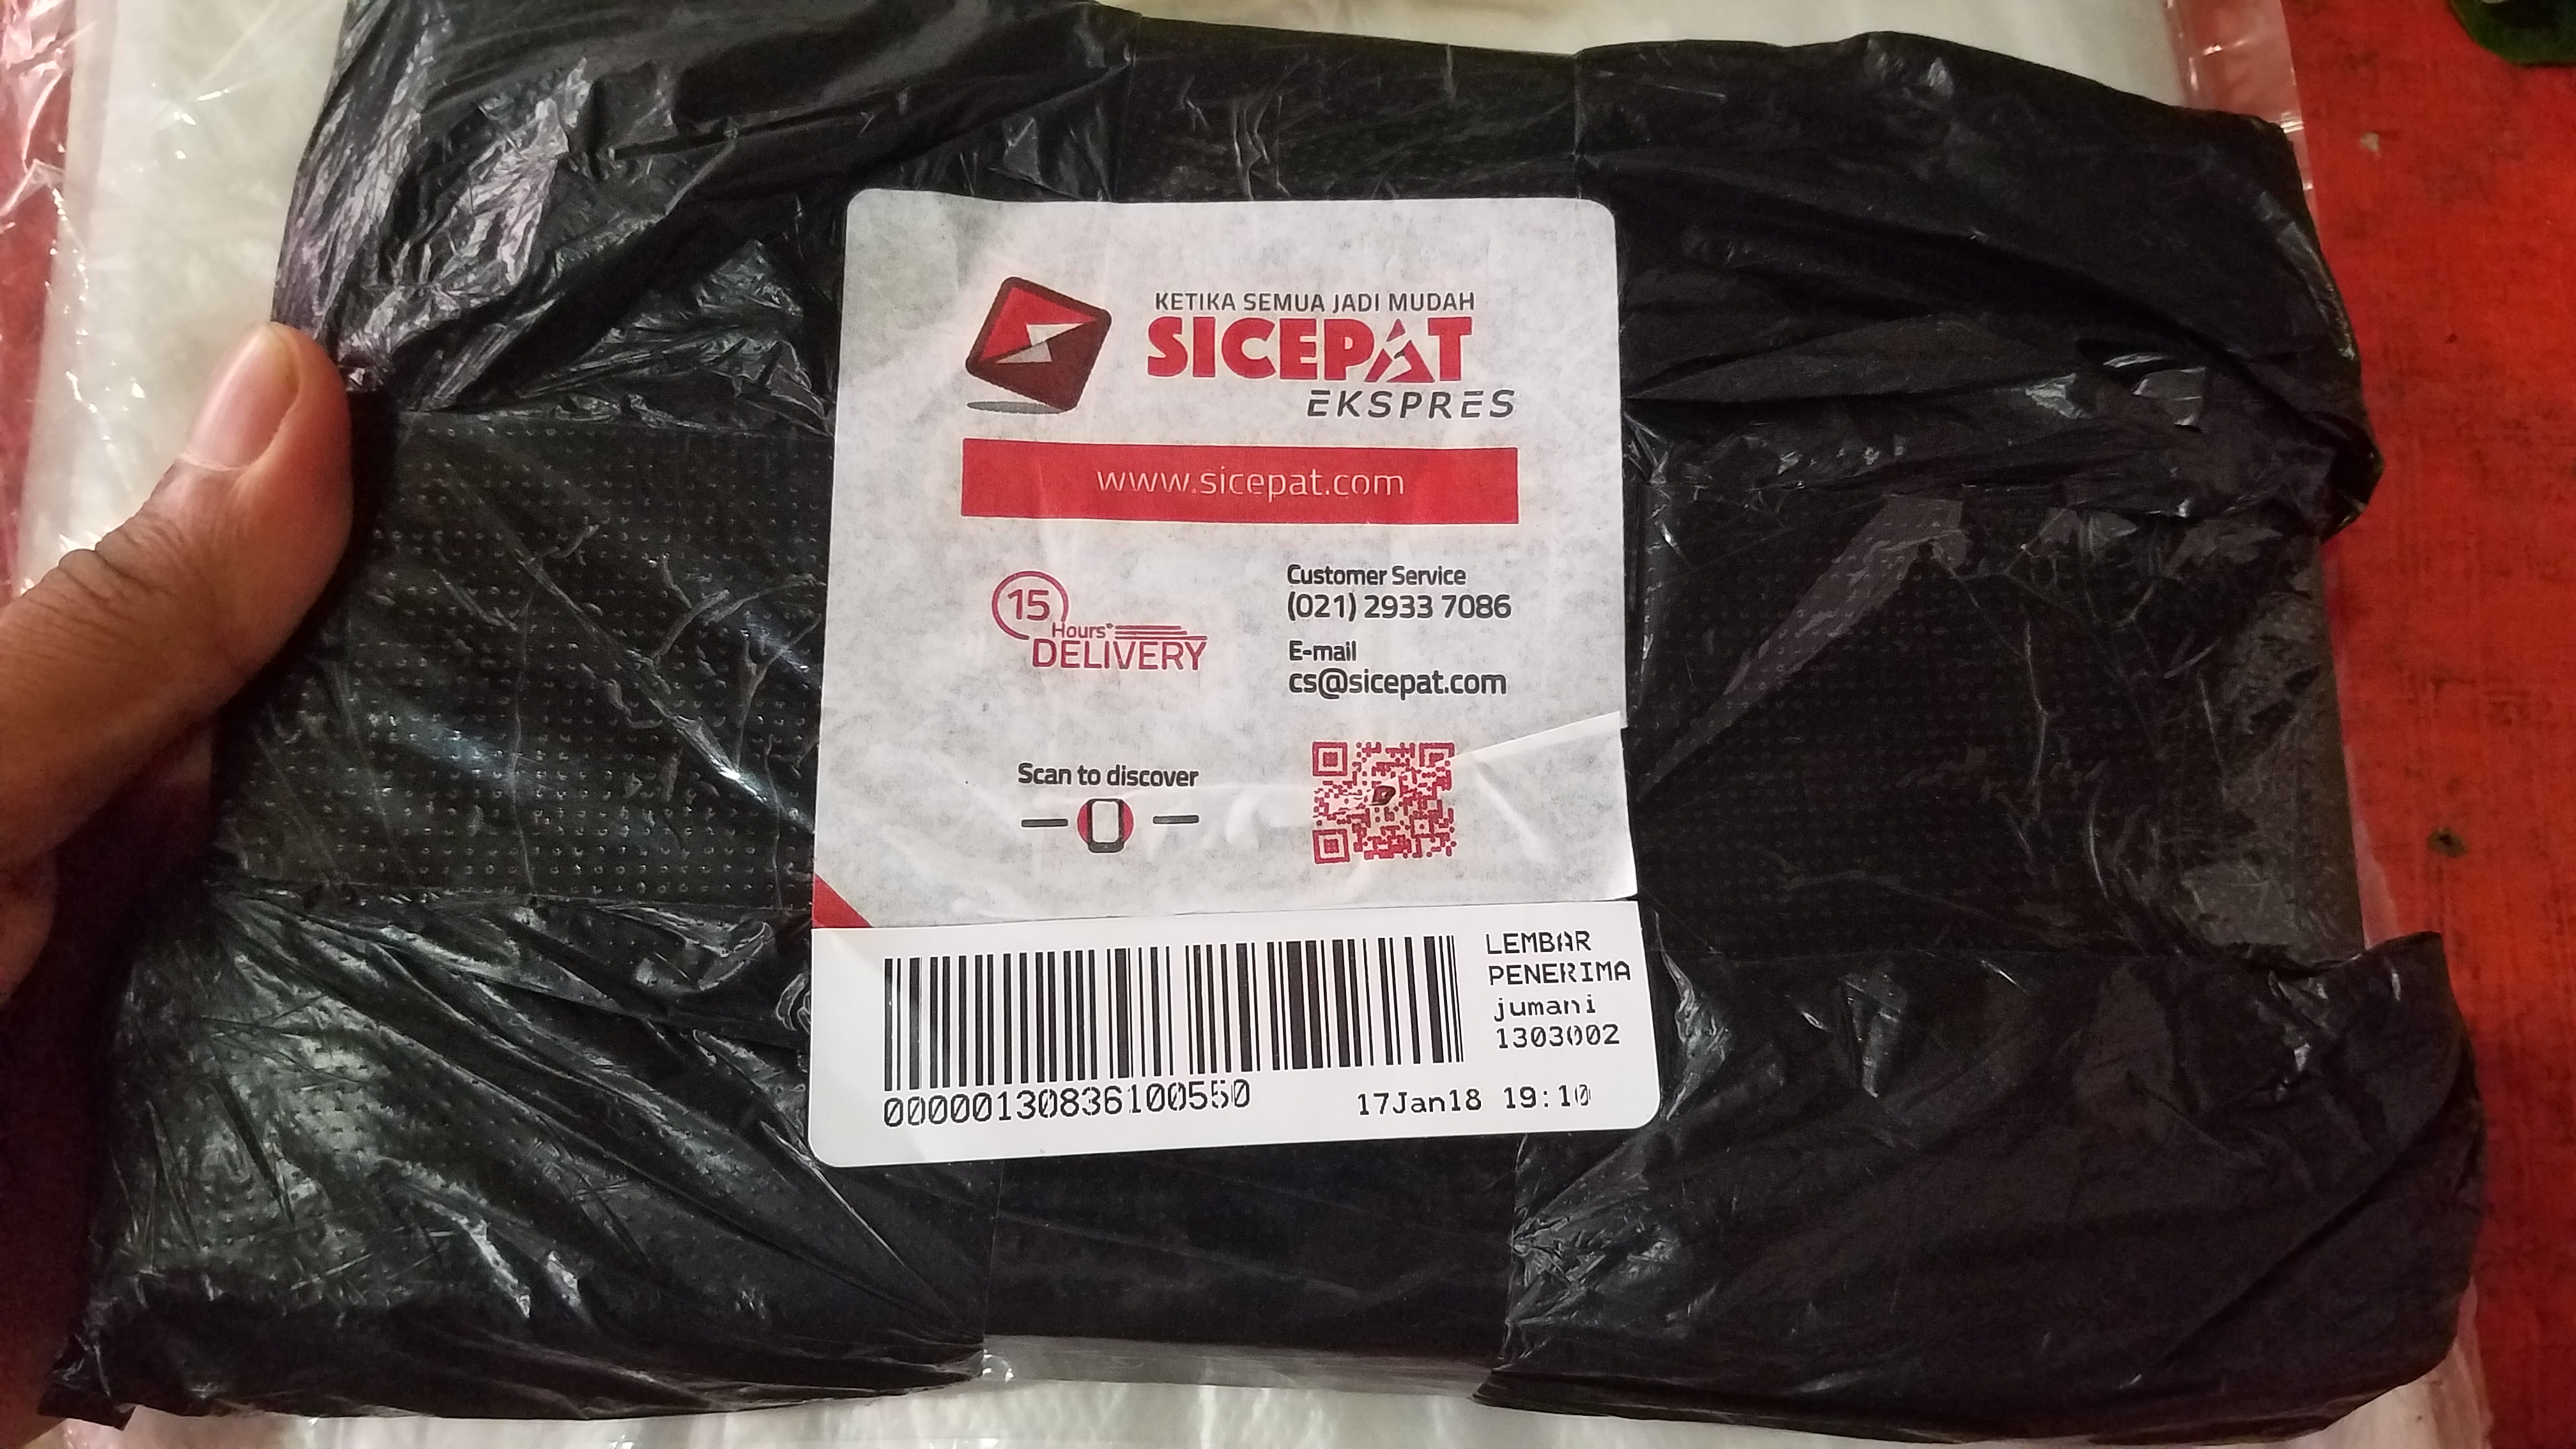 KETIKA SEMUA JADI MUDAH
SICEPAT
EKSPRES
www.sicepat.com
15
Hours*
DELIVERY
Customer Service
(021) 2933 7086
E-mail
cs@sicepat.com
Scan to discover
LEMBAR
PENERIMA
jumani
1303002
00000130836100550
17Jan18 19:10